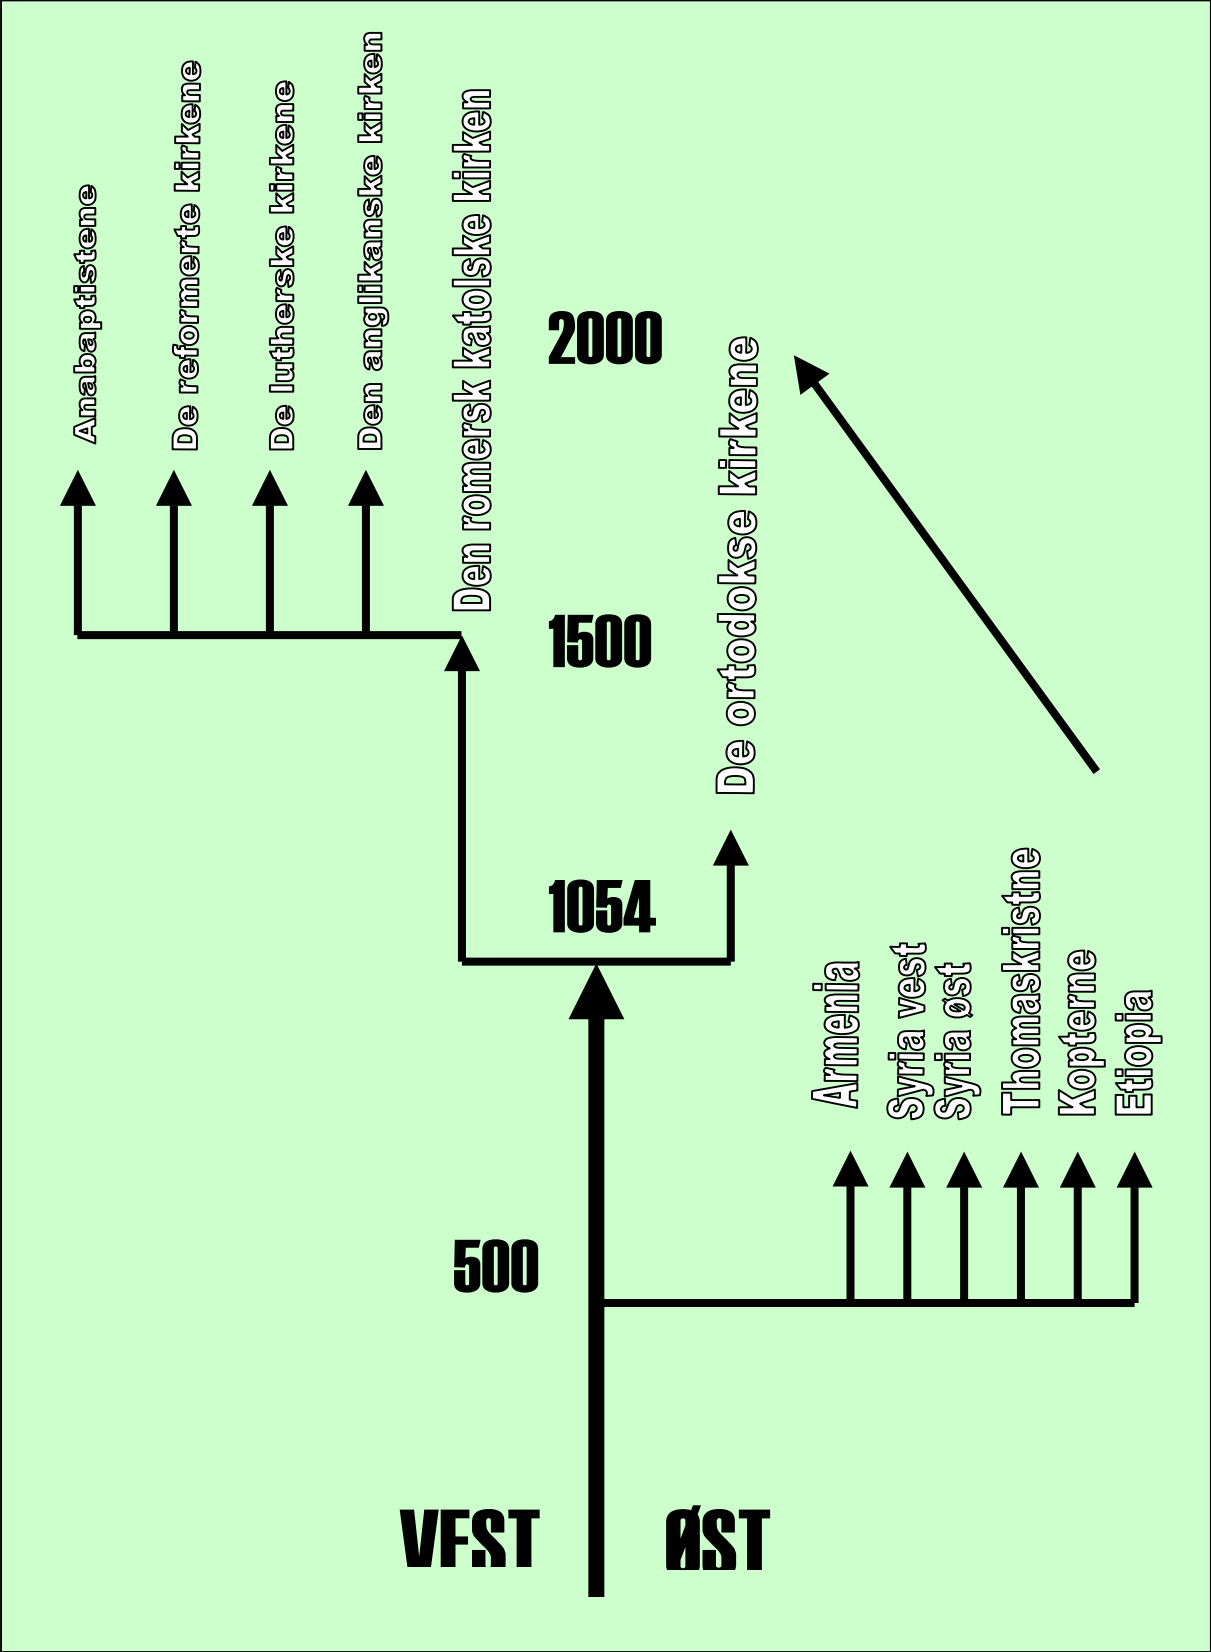 Anabaptistene
De reformerte kirkene
De lutherske kirkene
Den anglikanske kirken
Den romersk katolske kirken
2000
De ortodokse kirkene
1500
1054
Armenia
Syria vest
Syria øst
Thomaskristne
Kopterne
Etiopia
500
VEST
ØST